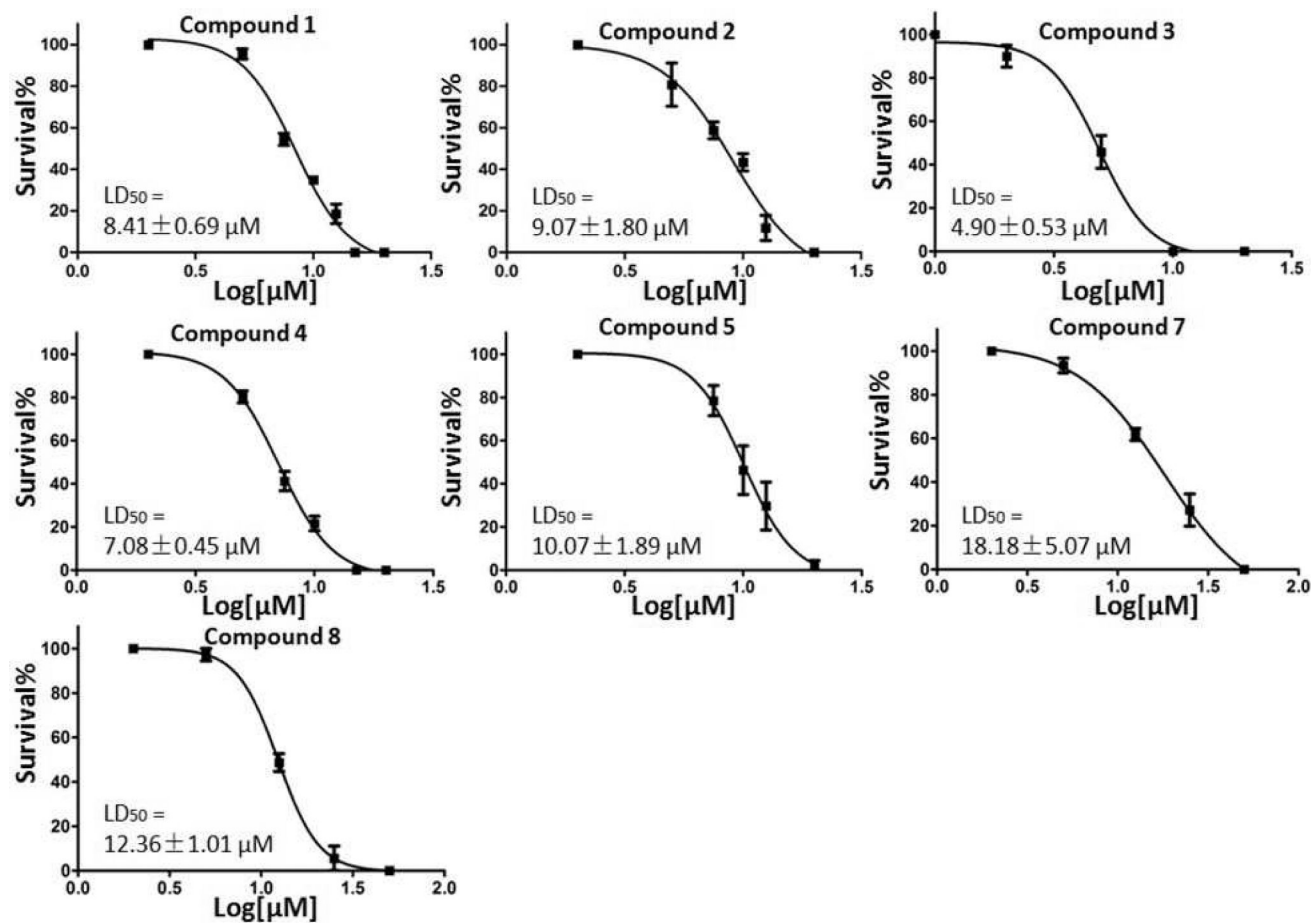 Compound 1
Survival%
100
80
60
40
20
0
LD50 =
8.41±0.69 μM
0.0
0.5
1.0
1.5
Log[μM]
Compound 2
Survival%
100
80
60
40
20
0
LD50 =
9.07±1.80 μM
0.0
0.5
1.0
1.5
Log[μM]
Compound 3
Survival%
100
80
60
40
20
0
LD50 =
4.90±0.53 μM
0.0
0.5
1.0
1.5
Log[μM]
Compound 4
Survival%
100
80
60
40
20
0
LD50 =
7.08±0.45 μM
0.0
0.5
1.0
1.5
Log[μM]
Compound 5
Survival%
100
80
60
40
20
0
LD50 =
10.07±1.89 μM
0.0
0.5
1.0
1.5
Log[μM]
Compound 7
Survival%
100
80
60
40
20
0
LD50 =
18.18±5.07 μM
0.0
0.5
1.0
1.5
2.0
Log[μM]
Compound 8
Survival%
100
80
60
40
20
0
LD50 =
12.36±1.01 μM
0.0
0.5
1.0
1.5
2.0
Log[μM]